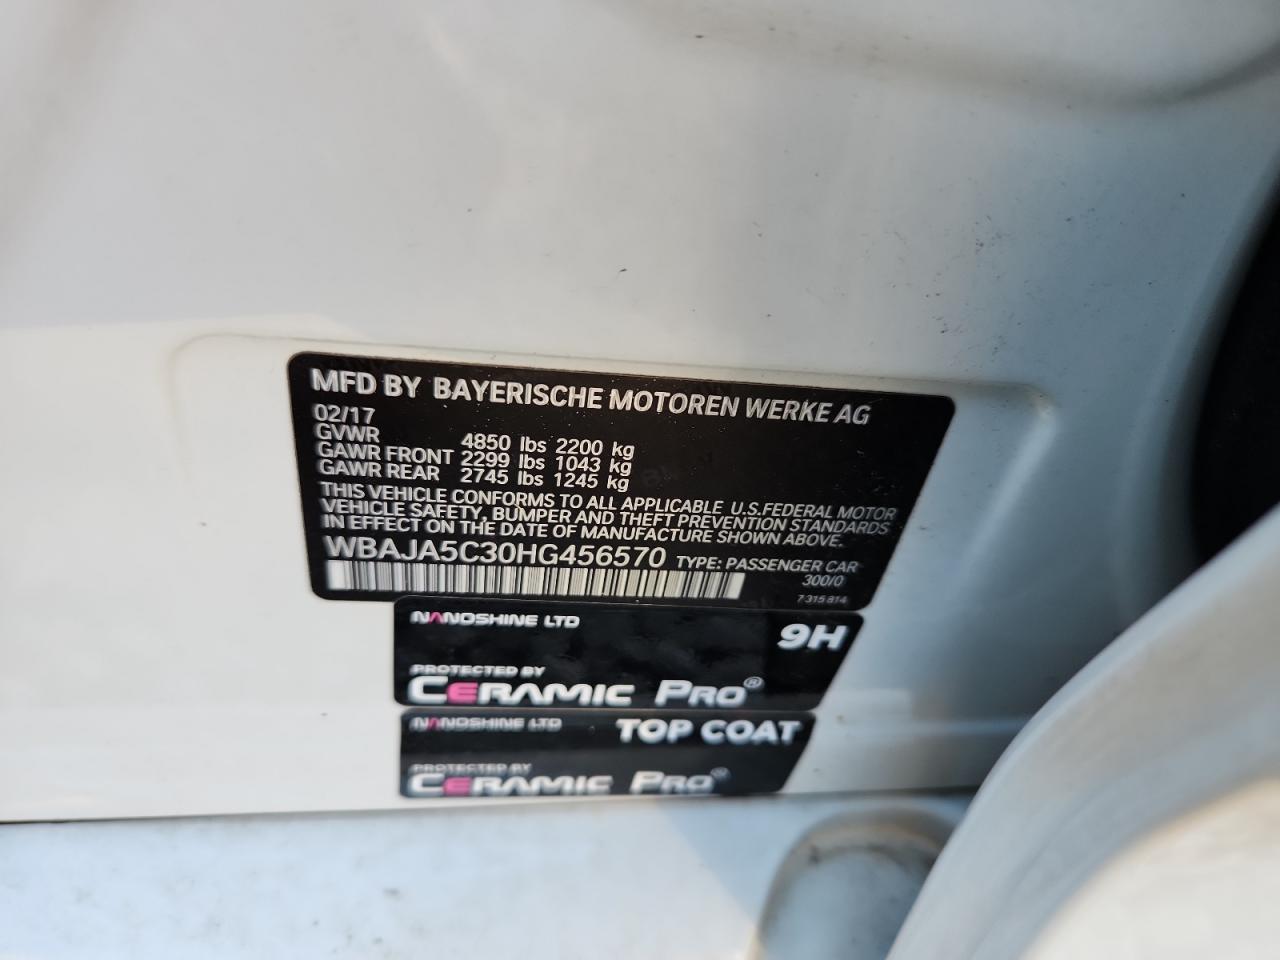 MFD BY BAYERISCHE MOTOREN WERKE AG
02/17
GVWR 4850 lbs 2200 kg
GAWR FRONT 2299 lbs 1043 kg
GAWR REAR 2745 lbs 1245 kg
THIS VEHICLE CONFORMS TO ALL APPLICABLE U.S.FEDERAL MOTOR
VEHICLE SAFETY, BUMPER AND THEFT PREVENTION STANDARDS
IN EFFECT ON THE DATE OF MANUFACTURE SHOWN ABOVE.
WBAJA5C30HG456570 TYPE: PASSENGER CAR
300/0
7 315 814
NANOSHINE LTD
9H
PROTECTED BY
CERAMIC PRO®
NANOSHINE LTD TOP COAT
PROTECTED BY
CERAMIC PRO®